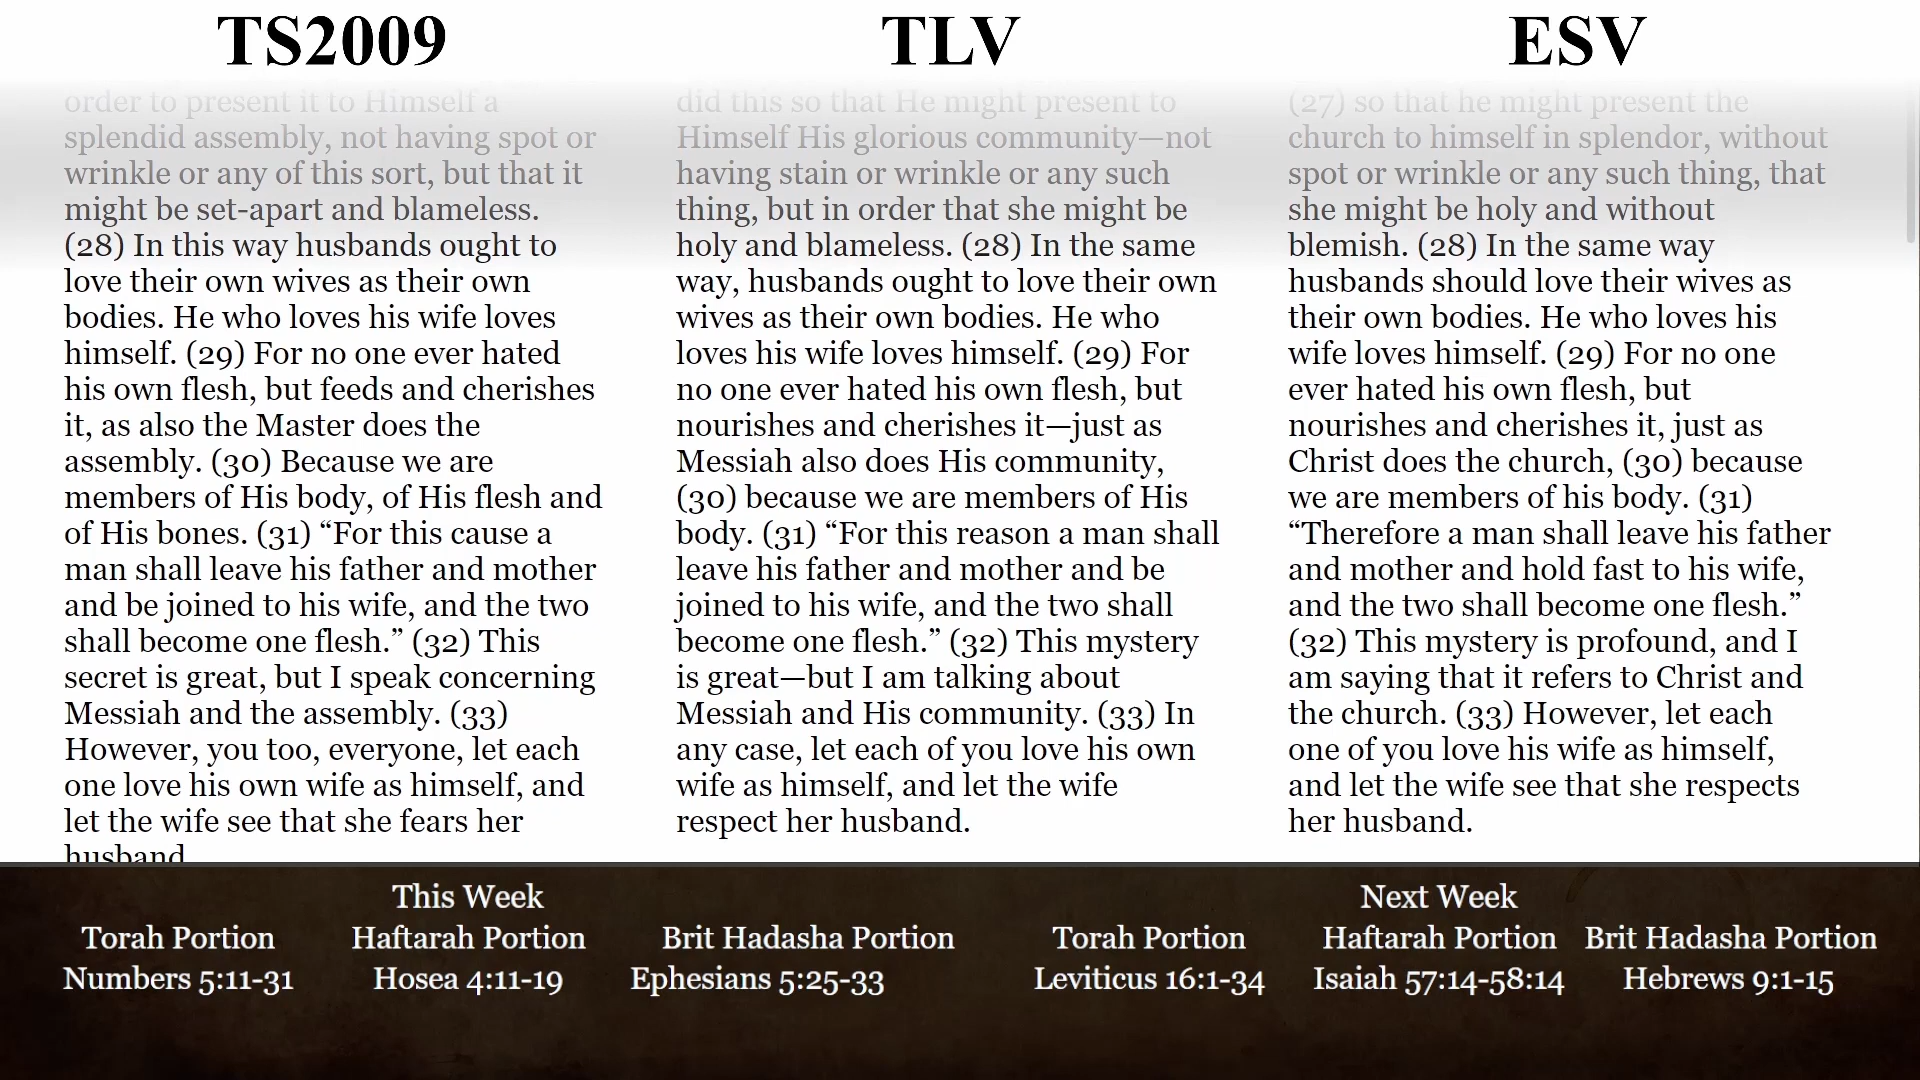 TS2009
order to present it to Himself a
splendid assembly, not having spot or
wrinkle or any of this sort, but that it
might be set-apart and blameless.
(28) In this way husbands ought to
love their own wives as their own
bodies. He who loves his wife loves
himself. (29) For no one ever hated
his own flesh, but feeds and cherishes
it, as also the Master does the
assembly. (30) Because we are
members of His body, of His flesh and
of His bones. (31) “For this cause a
man shall leave his father and mother
and be joined to his wife, and the two
shall become one flesh.” (32) This
secret is great, but I speak concerning
Messiah and the assembly. (33)
However, you too, everyone, let each
one love his own wife as himself, and
let the wife see that she fears her
husband
TLV
did this so that He might present to
Himself His glorious community—not
having stain or wrinkle or any such
thing, but in order that she might be
holy and blameless. (28) In the same
way, husbands ought to love their own
wives as their own bodies. He who
loves his wife loves himself. (29) For
no one ever hated his own flesh, but
nourishes and cherishes it—just as
Messiah also does His community,
(30) because we are members of His
body. (31) “For this reason a man shall
leave his father and mother and be
joined to his wife, and the two shall
become one flesh.” (32) This mystery
is great—but I am talking about
Messiah and His community. (33) In
any case, let each of you love his own
wife as himself, and let the wife
respect her husband.
ESV
(27) so that he might present the
church to himself in splendor, without
spot or wrinkle or any such thing, that
she might be holy and without
blemish. (28) In the same way
husbands should love their wives as
their own bodies. He who loves his
wife loves himself. (29) For no one
ever hated his own flesh, but
nourishes and cherishes it, just as
Christ does the church, (30) because
we are members of his body. (31)
“Therefore a man shall leave his father
and mother and hold fast to his wife,
and the two shall become one flesh.”
(32) This mystery is profound, and I
am saying that it refers to Christ and
the church. (33) However, let each
one of you love his wife as himself,
and let the wife see that she respects
her husband.
This Week
Torah Portion Haftarah Portion Brit Hadasha Portion
Numbers 5:11-31 Hosea 4:11-19 Ephesians 5:25-33
Next Week
Torah Portion Haftarah Portion Brit Hadasha Portion
Leviticus 16:1-34 Isaiah 57:14-58:14 Hebrews 9:1-15